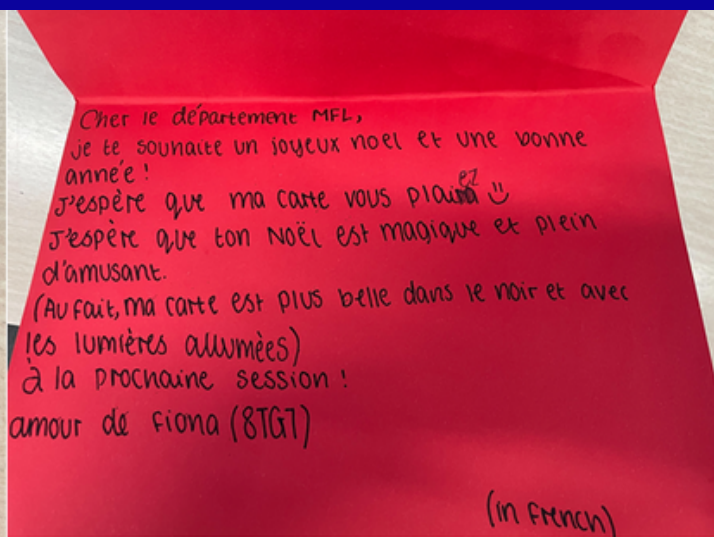 Cher le département MFL,
je te souhaite un joyeux noel et une bonne
année!
J'espère que ma carte vous
J'espère que ton Noël est magique et plein
d'amusant.
(Au fait, ma carte est plus belle dans le noir et avec
les lumières allumées)
à la prochaine session!
amour de fiona (8TG7)
(in French)